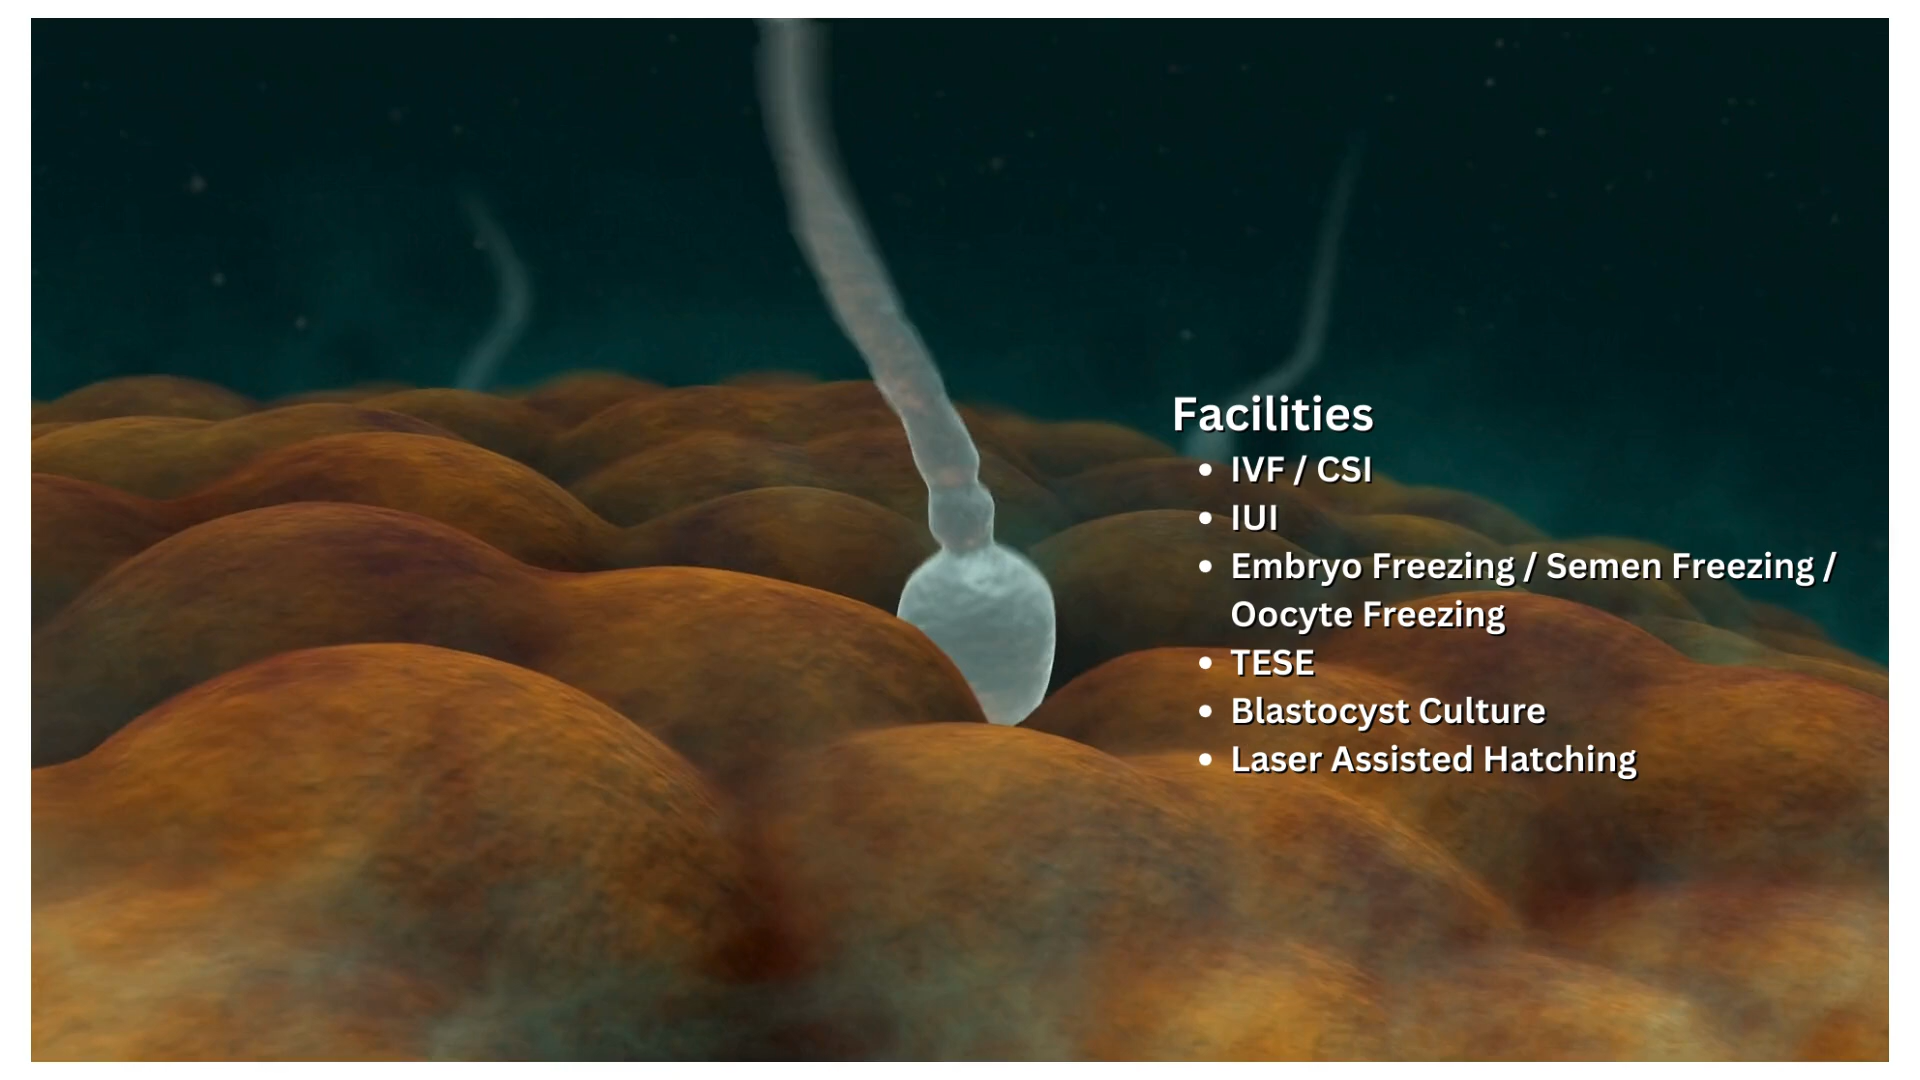 Facilities
• IVF / CSI
• IUI
• Embryo Freezing / Semen Freezing /
Oocyte Freezing
• TESE
• Blastocyst Culture
• Laser Assisted Hatching